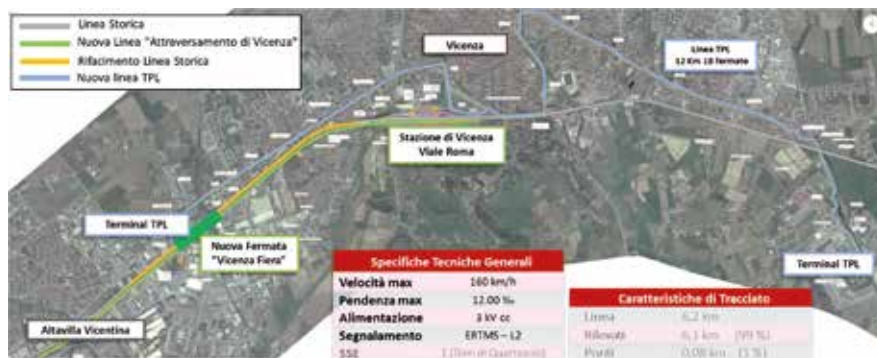 Linea Storica
Nuova Linea "Attraversamento di Vicenza"
Rifacimento Linea Storica
Nuova linea TPL
Vicenza
Linea TPL
12 Km 18 fermate
Stazione di Vicenza
Viale Roma
Terminal TPL
Nuova Fermata
"Vicenza Fiera"
Altavilla Vicentina
Terminal TPL
Specifiche Tecniche Generali
Velocità max 160 km/h
Pendenza max 12.00 ‰
Alimentazione 3 kV cc
Segnalamento ERTMS – L2
SSE
Caratteristiche di Tracciato
Linea 6,2 km
Rilevati 6,1 km (99 %)
Ponti 0,08 km (1 %)